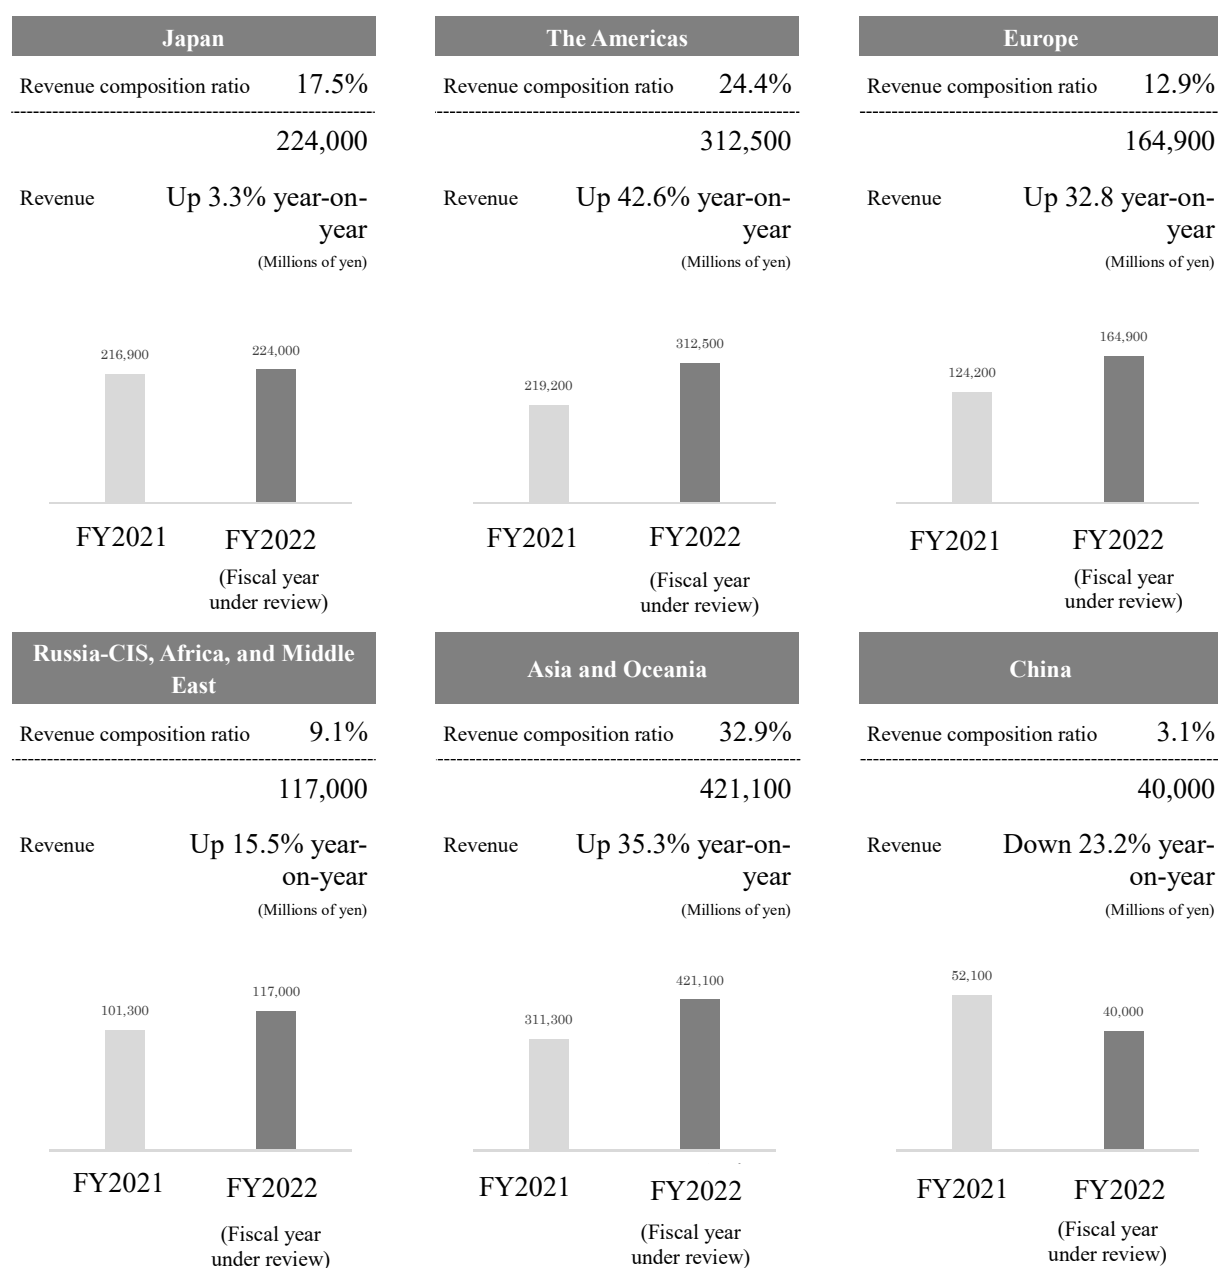 Japan
Revenue composition ratio 17.5%
224,000
Revenue Up 3.3% year-on-
year
(Millions of yen)
216,900
224,000
FY2021
FY2022
(Fiscal year
under review)
The Americas
Revenue composition ratio 24.4%
312,500
Revenue Up 42.6% year-on-
year
(Millions of yen)
219,200
312,500
FY2021
FY2022
(Fiscal year
under review)
Europe
Revenue composition ratio 12.9%
164,900
Revenue Up 32.8 year-on-
year
(Millions of yen)
124,200
164,900
FY2021
FY2022
(Fiscal year
under review)
Russia-CIS, Africa, and Middle
East
Revenue composition ratio 9.1%
117,000
Revenue Up 15.5% year-
on-year
(Millions of yen)
101,300
117,000
FY2021
FY2022
(Fiscal year
under review)
Asia and Oceania
Revenue composition ratio 32.9%
421,100
Revenue Up 35.3% year-on-
year
(Millions of yen)
311,300
421,100
FY2021
FY2022
(Fiscal year
under review)
China
Revenue composition ratio 3.1%
40,000
Revenue Down 23.2% year-
on-year
(Millions of yen)
52,100
40,000
FY2021
FY2022
(Fiscal year
under review)